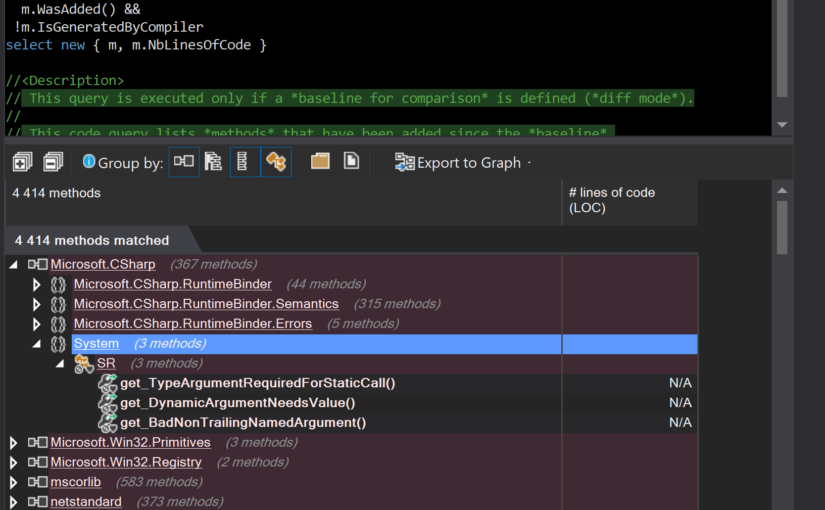 m.WasAdded() &&
!m.IsGeneratedByCompiler
select new { m, m.NbLinesOfCode }
//<Description>
// This query is executed only if a *baseline for comparison* is defined (*diff mode*).
//
// This code query lists *methods* that have been added since the *baseline*
Group by:
Export to Graph
4 414 methods
# lines of code (LOC)
4 414 methods matched
Microsoft.CSharp (367 methods)
Microsoft.CSharp.RuntimeBinder (44 methods)
Microsoft.CSharp.RuntimeBinder.Semantics (315 methods)
Microsoft.CSharp.RuntimeBinder.Errors (5 methods)
System (3 methods)
SR (3 methods)
get_TypeArgumentRequiredForStaticCall() N/A
get_DynamicArgumentNeedsValue() N/A
get_BadNonTrailingNamedArgument() N/A
Microsoft.Win32.Primitives (3 methods)
Microsoft.Win32.Registry (2 methods)
mscorlib (583 methods)
netstandard (373 methods)